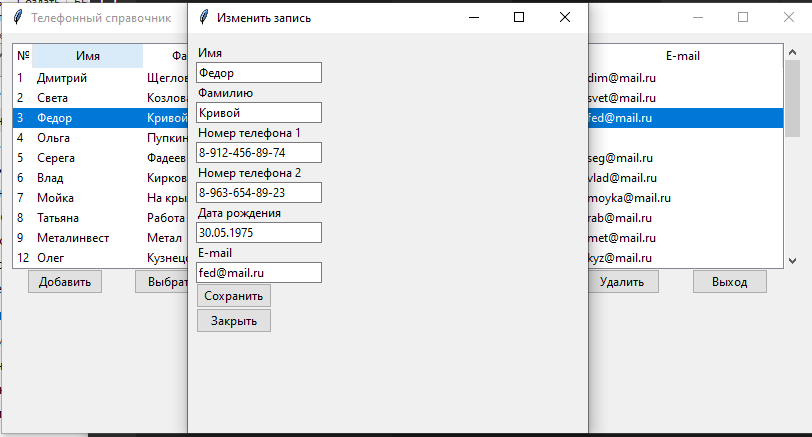 Телефонный справочник
Изменить запись
№ Имя
E-mail
1 Дмитрий Щеглов dim@mail.ru
2 Света Козлова svet@mail.ru
3 Федор Кривой fed@mail.ru
4 Ольга Пупкин
5 Серега Фадеев seg@mail.ru
6 Влад Кирков vlad@mail.ru
7 Мойка На кры moyka@mail.ru
8 Татьяна Работа rab@mail.ru
9 Металинвест Метал met@mail.ru
12 Олег Кузнецо kyz@mail.ru
Добавить
Выбрат
Удалить
Выход
Имя
Федор
Фамилию
Кривой
Номер телефона 1
8-912-456-89-74
Номер телефона 2
8-963-654-89-23
Дата рождения
30.05.1975
E-mail
fed@mail.ru
Сохранить
Закрыть